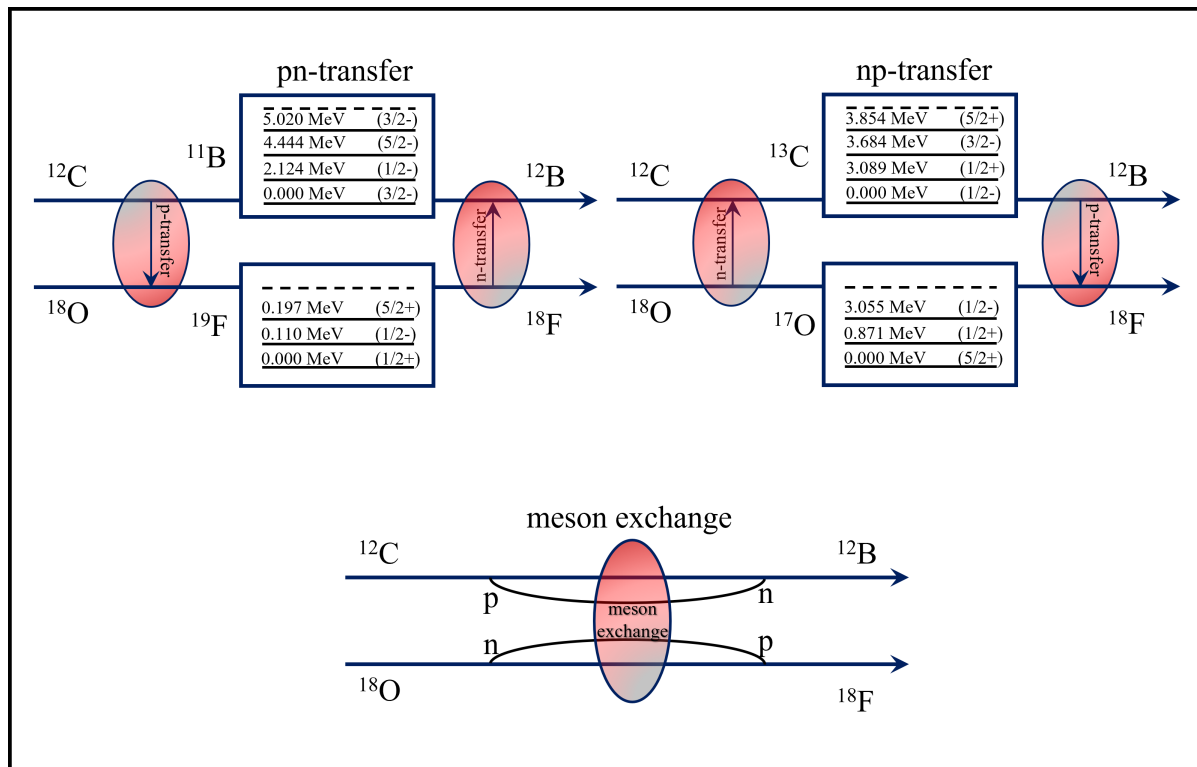 pn-transfer
¹²C
¹¹B
5.020 MeV (3/2-)
4.444 MeV (5/2-)
2.124 MeV (1/2-)
0.000 MeV (3/2-)
¹²B
p-transfer
n-transfer
¹⁸O
¹⁹F
0.197 MeV (5/2+)
0.110 MeV (1/2-)
0.000 MeV (1/2+)
¹⁸F
np-transfer
¹²C
¹³C
3.854 MeV (5/2+)
3.684 MeV (3/2-)
3.089 MeV (1/2+)
0.000 MeV (1/2-)
¹²B
n-transfer
p-transfer
¹⁸O
¹⁷O
3.055 MeV (1/2-)
0.871 MeV (1/2+)
0.000 MeV (5/2+)
¹⁸F
meson exchange
¹²C
¹²B
p
n
meson
exchange
n
p
¹⁸O
¹⁸F